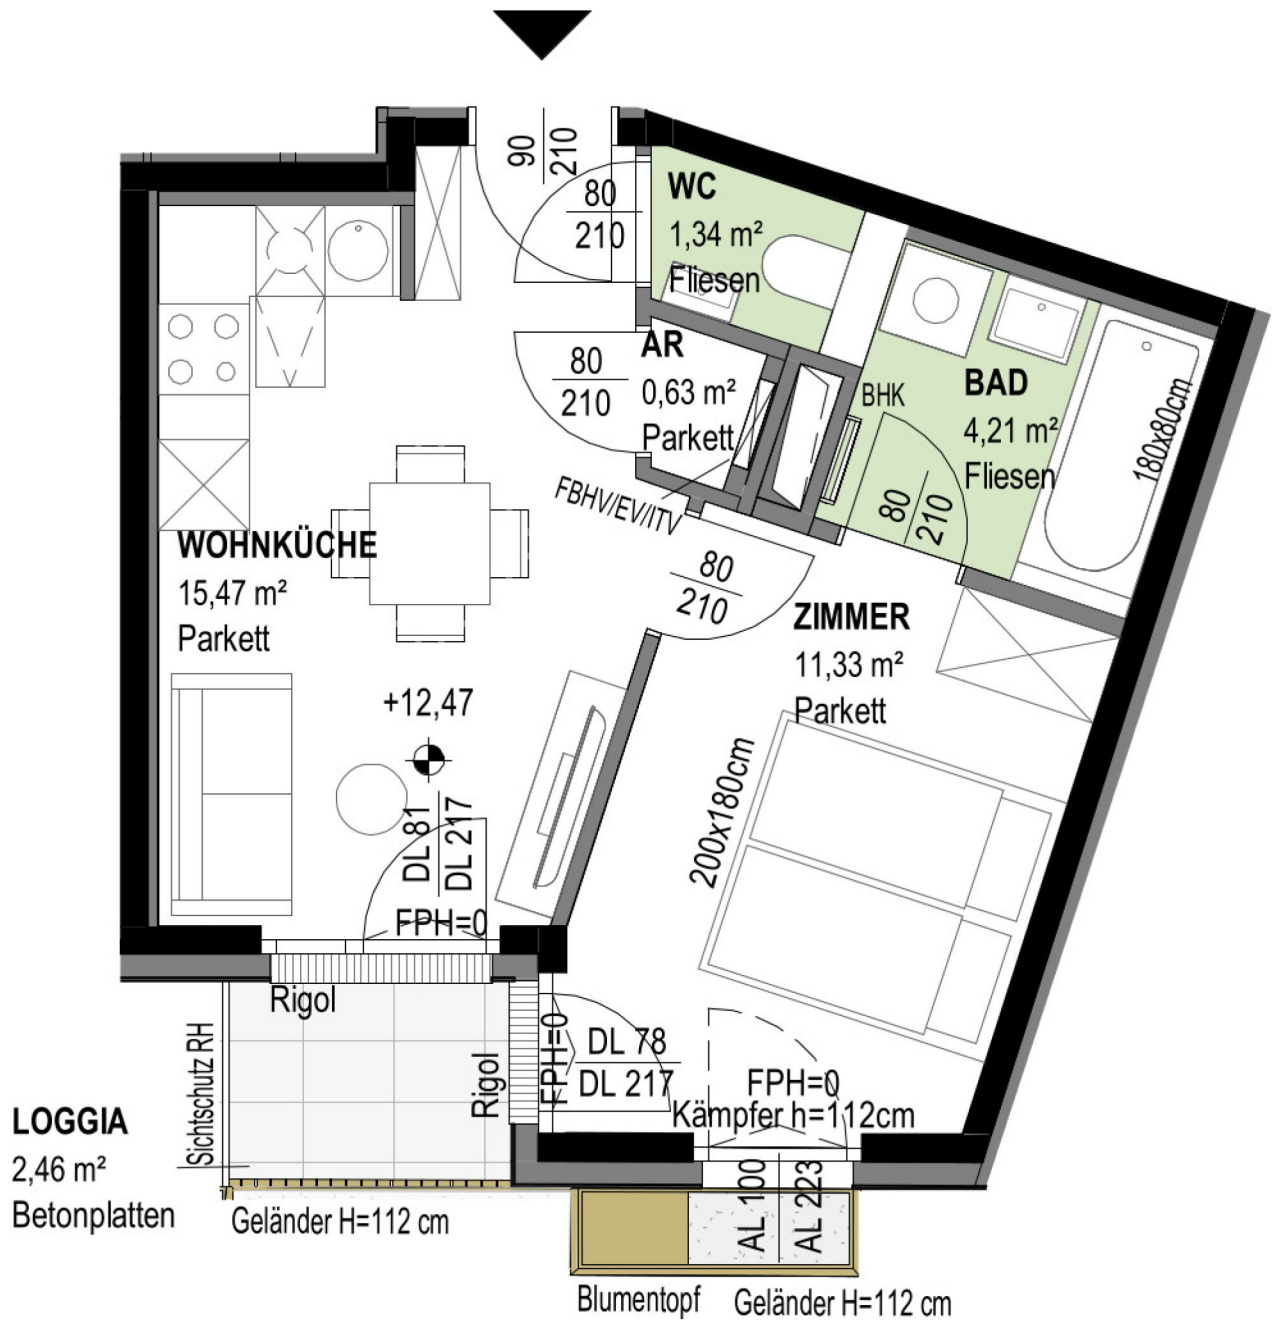 90
210
80
210
WC
1,34 m²
Fliesen
80
210
AR
0,63 m²
Parkett
BHK
BAD
4,21 m²
Fliesen
180x80cm
80
210
FBHV/EV/ITV
WOHNKÜCHE
15,47 m²
Parkett
80
210
ZIMMER
11,33 m²
Parkett
+12,47
200x180cm
DL 81
DL 217
FPH=0
Rigol
Sichtschutz RH
Rigol
FPH=0
DL 78
DL 217
FPH=0
Kämpfer h=112cm
LOGGIA
2,46 m²
Betonplatten
AL 100
AL 223
Geländer H=112 cm
Blumentopf
Geländer H=112 cm